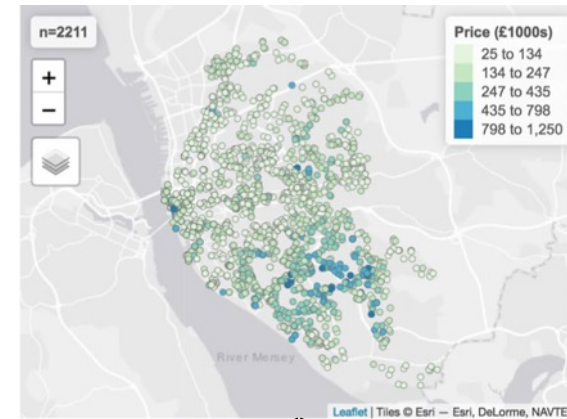 n=2211
+
−
Price (£1000s)
25 to 134
134 to 247
247 to 435
435 to 798
798 to 1,250
River Mersey
Leaflet | Tiles © Esri — Esri, DeLorme, NAVTE